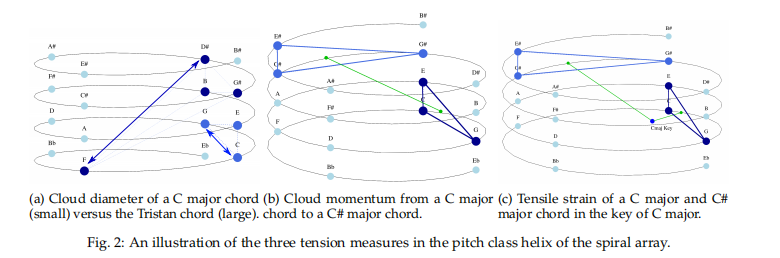 A#
E#
D#
B#
F#
B
G#
C#
D
G
E
A
Bb
Eb
C
F
B#
E#
G#
C#
E
D#
A#
A
B
F#
C
F
G
D
Bb
Eb
B#
E#
G#
C#
E
D#
A#
A
C
F#
B
F
Cmaj Key
G
D
Bb
Eb
(a) Cloud diameter of a C major chord
(small) versus the Tristan chord (large).
(b) Cloud momentum from a C major
chord to a C# major chord.
(c) Tensile strain of a C major and C#
major chord in the key of C major.
Fig. 2: An illustration of the three tension measures in the pitch class helix of the spiral array.